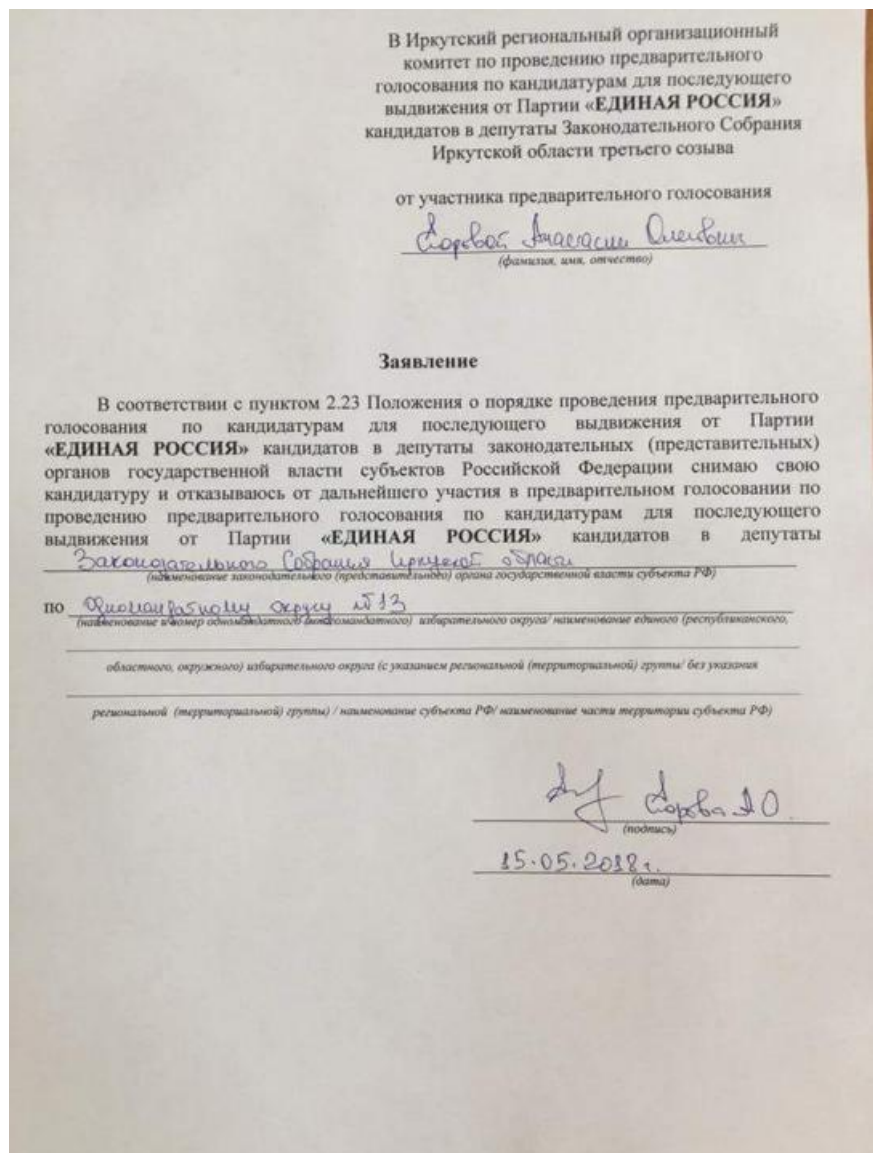 В Иркутский региональный организационный
комитет по проведению предварительного
голосования по кандидатурам для последующего
выдвижения от Партии «ЕДИНАЯ РОССИЯ»
кандидатов в депутаты Законодательного Собрания
Иркутской области третьего созыва
от участника предварительного голосования
(фамилия, имя, отчество)
Заявление
В соответствии с пунктом 2.23 Положения о порядке проведения предварительного
голосования по кандидатурам для последующего выдвижения от Партии
«ЕДИНАЯ РОССИЯ» кандидатов в депутаты законодательных (представительных)
органов государственной власти субъектов Российской Федерации снимаю свою
кандидатуру и отказываюсь от дальнейшего участия в предварительном голосовании по
проведению предварительного голосования по кандидатурам для последующего
выдвижения от Партии «ЕДИНАЯ РОССИЯ» кандидатов в депутаты
Законодательного Собрания области
(наименование законодательного (представительного) органа государственной власти субъекта РФ)
по Одномандатному округу №13
(наименование и номер одномандатного (многомандатного) избирательного округа/ наименование единого (республиканского,
областного, окружного) избирательного округа (с указанием региональной (территориальной) группы/ без указания
региональной (территориальной) группы) / наименование субъекта РФ/ наименование части территории субъекта РФ)
(подпись)
15.05.2018 г.
(дата)